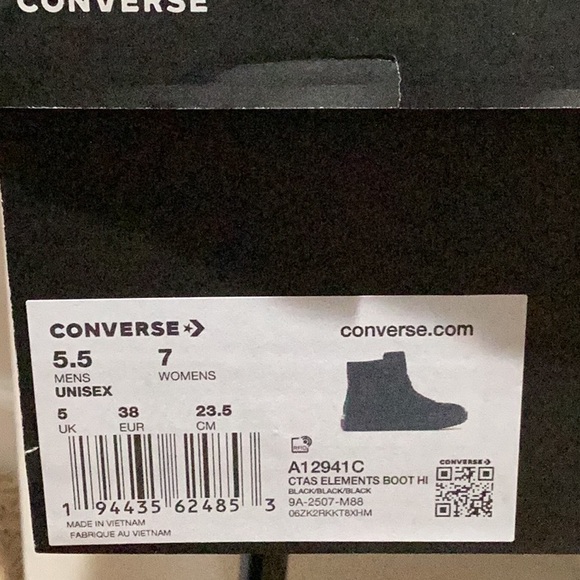 CONVERSE
CONVERSE
converse.com
5.5 7
MENS WOMENS
UNISEX
5 38 23.5
UK EUR CM
RFID
A12941C
CTAS ELEMENTS BOOT HI
BLACK/BLACK/BLACK
9A-2507-M88
06ZK2RKKT8XHM
CONVERSE
1 94435 62485 3
MADE IN VIETNAM
FABRIQUE AU VIETNAM